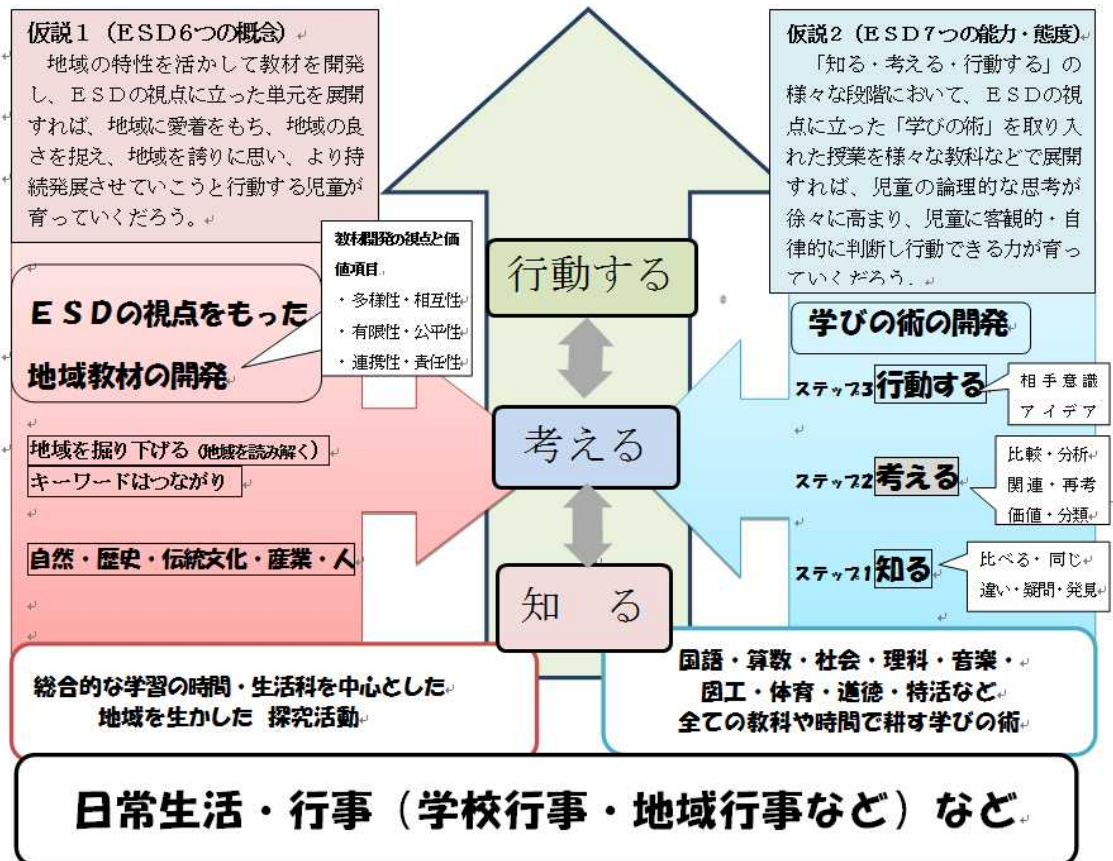 仮説1（ESD6つの概念）
地域の特性を活かして教材を開発
し、ESDの視点に立った単元を展開
すれば、地域に愛着をもち、地域の良
さを捉え、地域を誇りに思い、より持
続発展させていこうと行動する児童が
育っていくだろう。
教材開発の視点と価
値項目
・多様性・相互性
・有限性・公平性
・連携性・責任性
ESDの視点をもった
地域教材の開発
地域を掘り下げる（地域を読み解く）
キーワードはつながり
自然・歴史・伝統文化・産業・人
総合的な学習の時間・生活科を中心とした
地域を生かした 探究活動
行動する
考える
知 る
仮説2（ESD7つの能力・態度）
「知る・考える・行動する」の
様々な段階において、ESDの視
点に立った「学びの術」を取り入
れた授業を様々な教科などで展開
すれば、児童の論理的な思考が
徐々に高まり、児童に客観的・自
律的に判断し行動できる力が育っ
ていくだろう。
学びの術の開発
ステップ3 行動する
相手意識
アイデア
ステップ2 考える
比較・分析
関連・再考
価値・分類
ステップ1 知る
比べる・同じ
違い・疑問・発見
国語・算数・社会・理科・音楽・
図工・体育・道徳・特活など
全ての教科や時間で耕す学びの術
日常生活・行事（学校行事・地域行事など）など